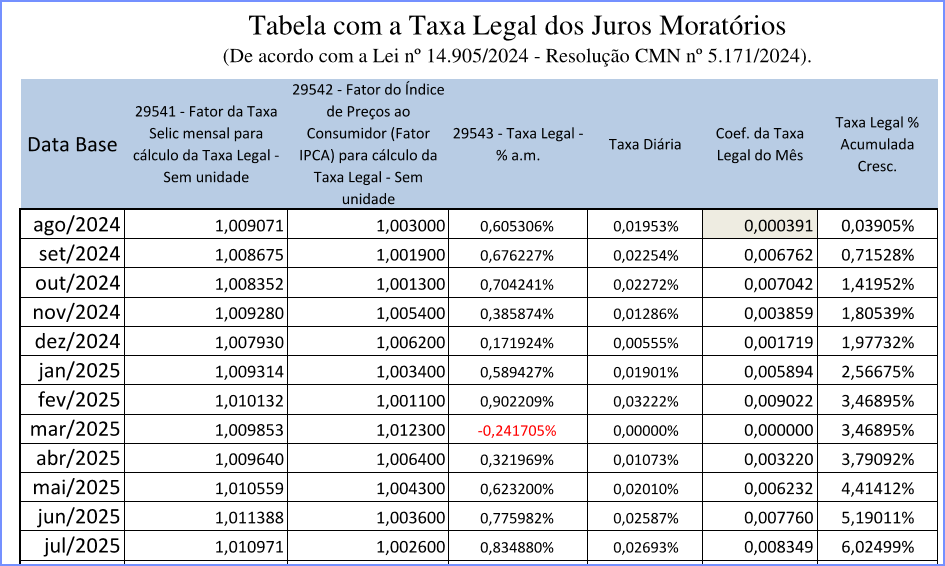 Tabela com a Taxa Legal dos Juros Moratórios
(De acordo com a Lei nº 14.905/2024 - Resolução CMN nº 5.171/2024).
Data Base
29541 - Fator da Taxa
Selic mensal para
cálculo da Taxa Legal -
Sem unidade
29542 - Fator do Índice
de Preços ao
Consumidor (Fator
IPCA) para cálculo da
Taxa Legal - Sem
unidade
29543 - Taxa Legal -
% a.m.
Taxa Diária
Coef. da Taxa
Legal do Mês
Taxa Legal %
Acumulada
Cresc.
ago/2024 1,009071 1,003000 0,605306% 0,01953% 0,000391 0,03905%
set/2024 1,008675 1,001900 0,676227% 0,02254% 0,006762 0,71528%
out/2024 1,008352 1,001300 0,704241% 0,02272% 0,007042 1,41952%
nov/2024 1,009280 1,005400 0,385874% 0,01286% 0,003859 1,80539%
dez/2024 1,007930 1,006200 0,171924% 0,00555% 0,001719 1,97732%
jan/2025 1,009314 1,003400 0,589427% 0,01901% 0,005894 2,56675%
fev/2025 1,010132 1,001100 0,902209% 0,03222% 0,009022 3,46895%
mar/2025 1,009853 1,012300 -0,241705% 0,00000% 0,000000 3,46895%
abr/2025 1,009640 1,006400 0,321969% 0,01073% 0,003220 3,79092%
mai/2025 1,010559 1,004300 0,623200% 0,02010% 0,006232 4,41412%
jun/2025 1,011388 1,003600 0,775982% 0,02587% 0,007760 5,19011%
jul/2025 1,010971 1,002600 0,834880% 0,02693% 0,008349 6,02499%